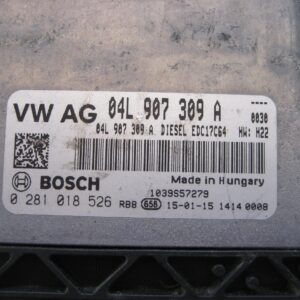 VW AG 04L 907 309 A 0030
04L 907 309 A DIESEL EDC17C64 HW: H22
Made in Hungary
BOSCH 1039S57279
0 281 018 526 RBB 658 15-01-15 1414 0008